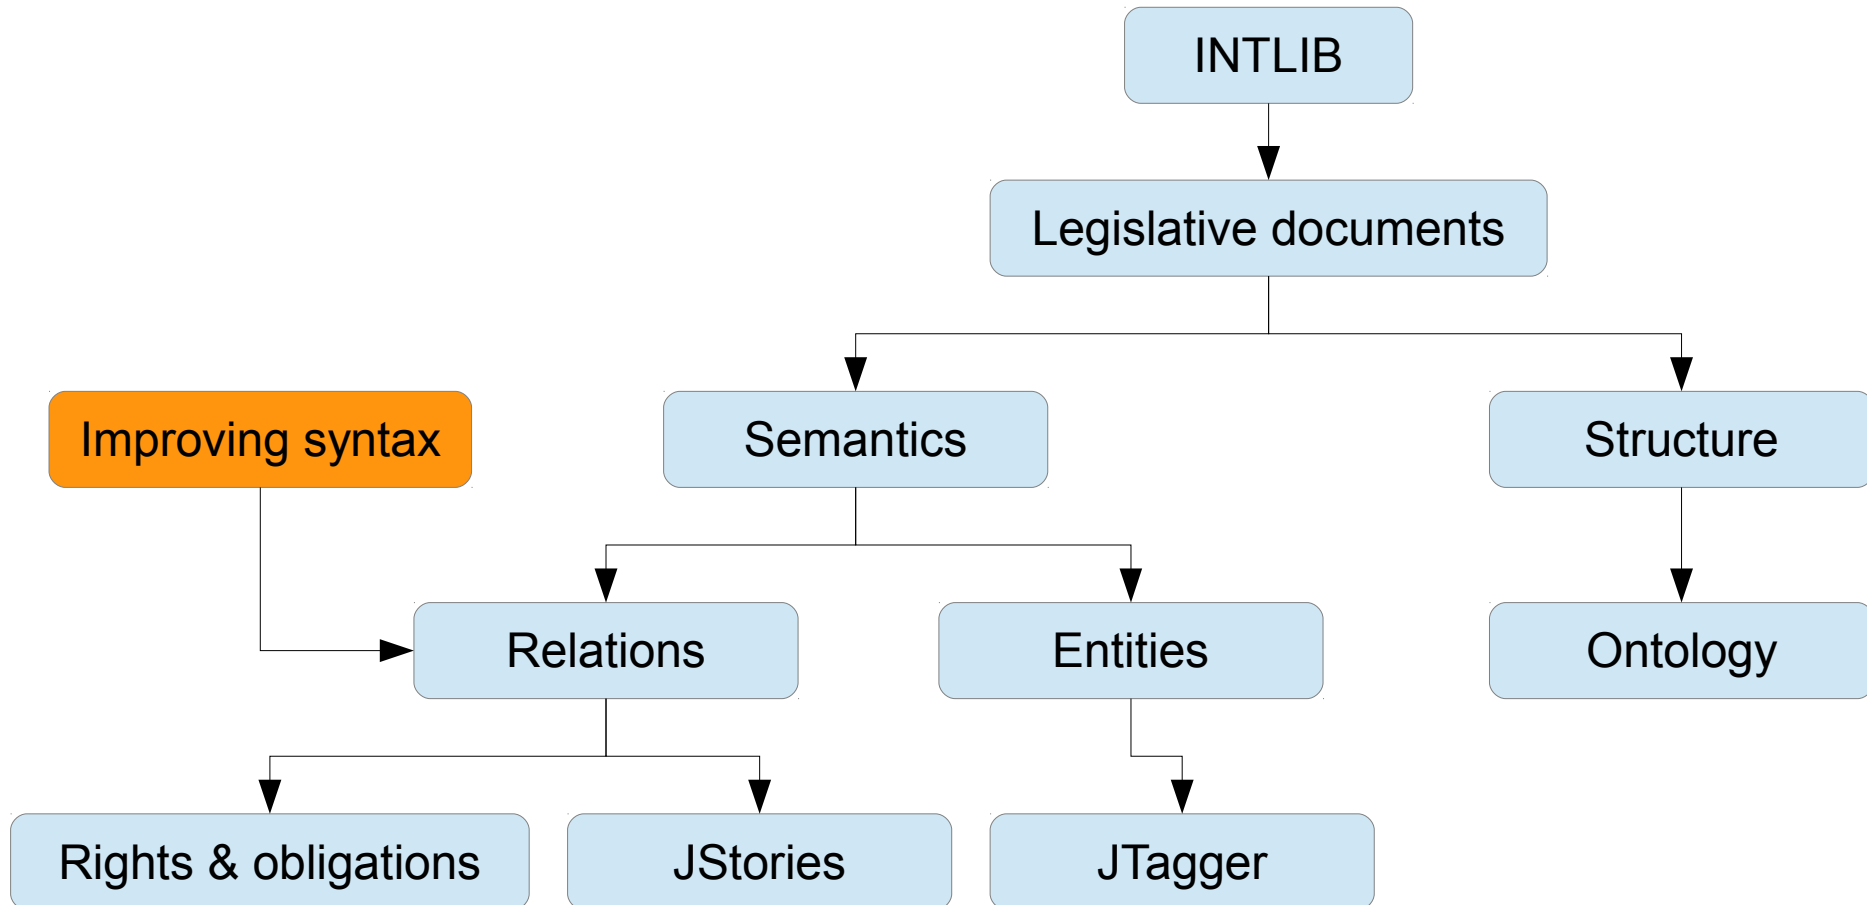 INTLIB
Legislative documents
Improving syntax
Semantics
Structure
Relations
Entities
Ontology
Rights & obligations
JStories
JTagger